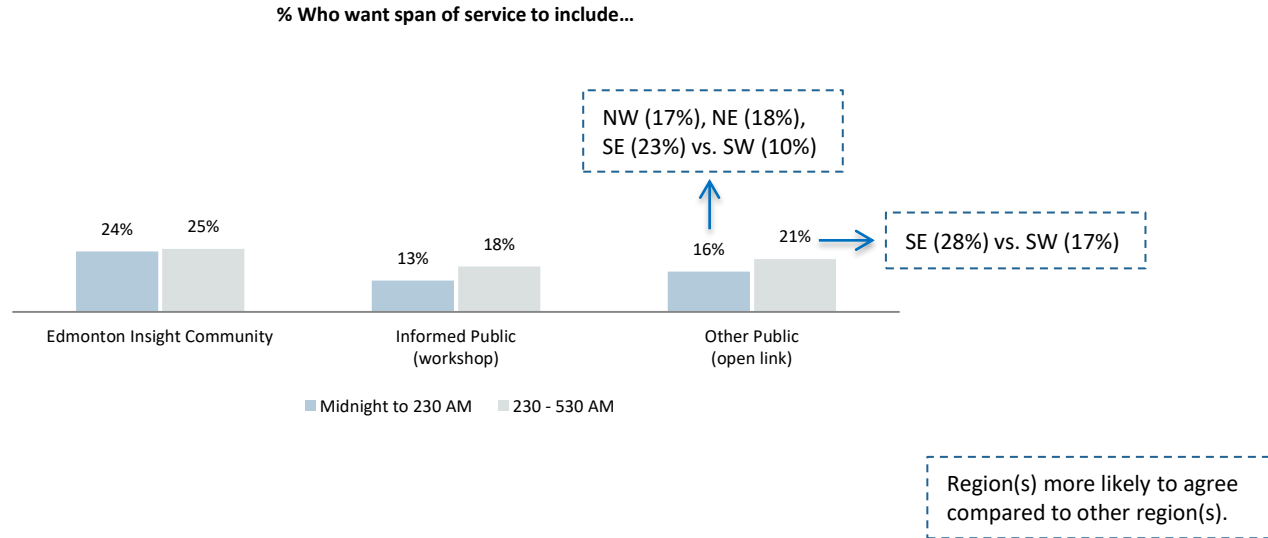 % Who want span of service to include…
NW (17%), NE (18%),
SE (23%) vs. SW (10%)
SE (28%) vs. SW (17%)
24%
25%
13%
18%
16%
21%
Edmonton Insight Community
Informed Public
(workshop)
Other Public
(open link)
Midnight to 230 AM
230 - 530 AM
Region(s) more likely to agree
compared to other region(s).